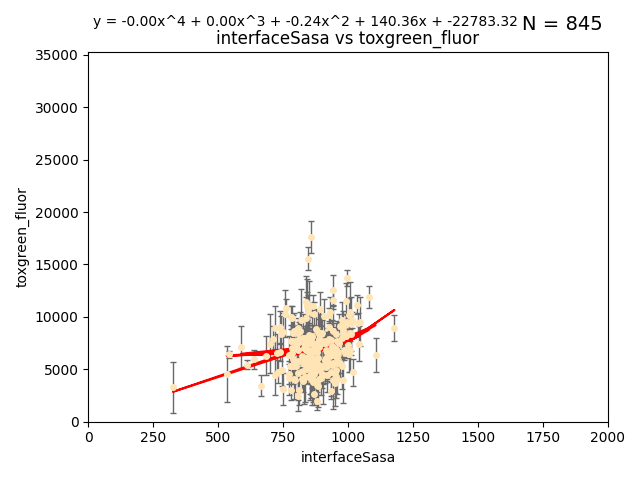 y = -0.00x^4 + 0.00x^3 + -0.24x^2 + 140.36x + -22783.32 N = 845
interfaceSasa vs toxgreen_fluor
35000
30000
25000
20000
15000
10000
5000
0
toxgreen_fluor
0 250 500 750 1000 1250 1500 1750 2000
interfaceSasa